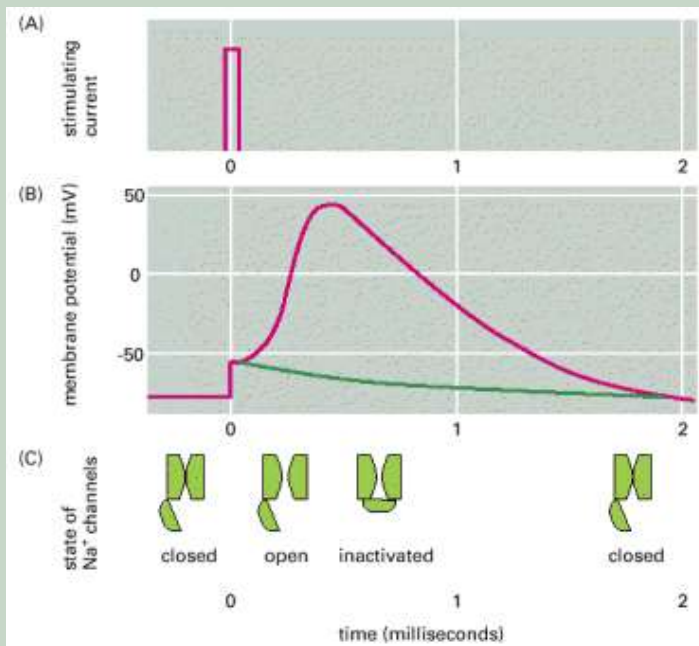 (A)
stimulating
current
0 1 2
(B)
membrane potential (mV)
50
0
-50
0 1 2
(C)
state of
Na⁺ channels
closed open inactivated closed
0 1 2
time (milliseconds)